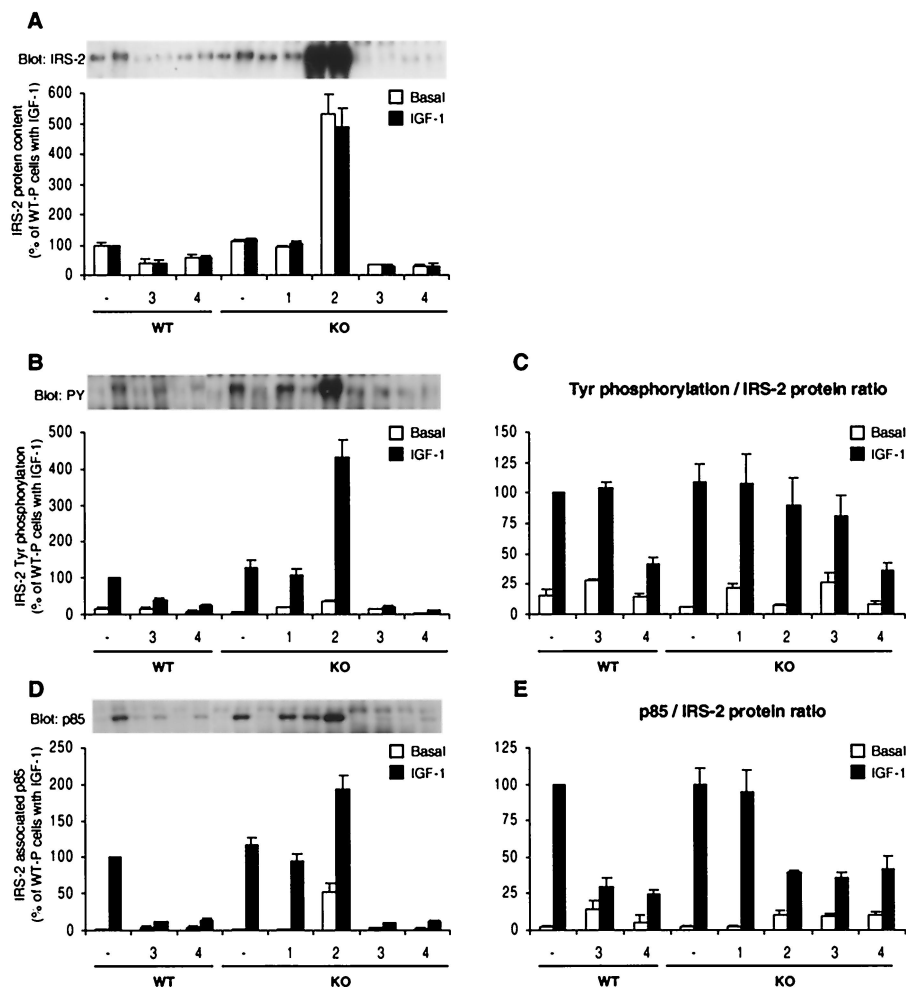 A
Blot: IRS-2
IRS-2 protein content
(% of WT-P cells with IGF-1)
600
500
400
300
200
100
0
Basal
IGF-1
- 3 4 - 1 2 3 4
WT KO
B
Blot: PY
IRS-2 Tyr phosphorylation
(% of WT-P cells with IGF-1)
500
400
300
200
100
0
Basal
IGF-1
- 3 4 - 1 2 3 4
WT KO
C
Tyr phosphorylation / IRS-2 protein ratio
150
125
100
75
50
25
0
Basal
IGF-1
- 3 4 - 1 2 3 4
WT KO
D
Blot: p85
IRS-2 associated p85
(% of WT-P cells with IGF-1)
250
200
150
100
50
0
Basal
IGF-1
- 3 4 - 1 2 3 4
WT KO
E
p85 / IRS-2 protein ratio
125
100
75
50
25
0
Basal
IGF-1
- 3 4 - 1 2 3 4
WT KO